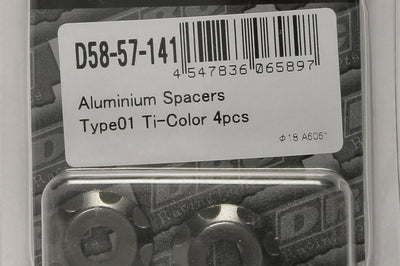 D58-57-141
4 547836 065897
Aluminium Spacers
Type01 Ti-Color 4pcs
φ18 A6061